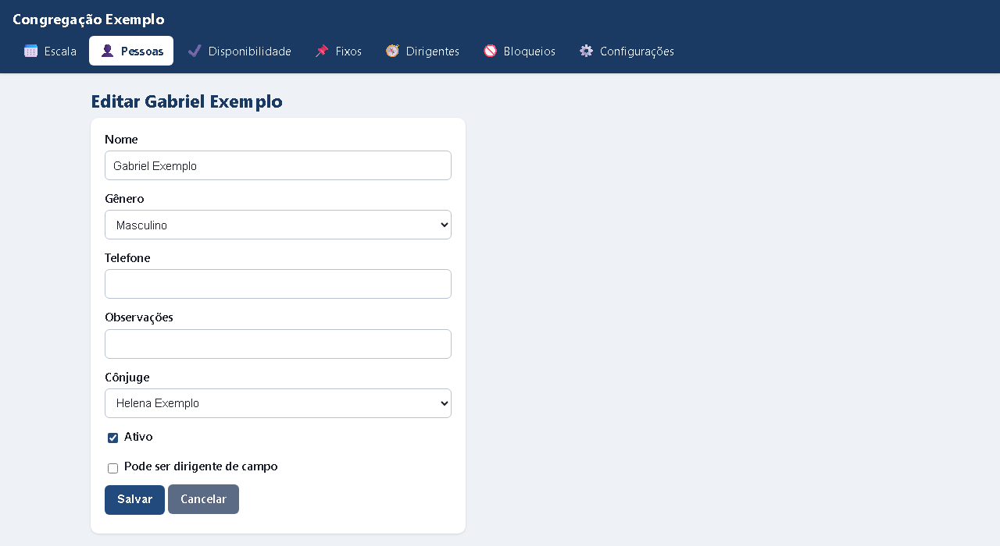 Congregação Exemplo
Escala Pessoas Disponibilidade Fixos Dirigentes Bloqueios Configurações
Editar Gabriel Exemplo
Nome
Gabriel Exemplo
Gênero
Masculino
Telefone
Observações
Cônjuge
Helena Exemplo
Ativo
Pode ser dirigente de campo
Salvar Cancelar